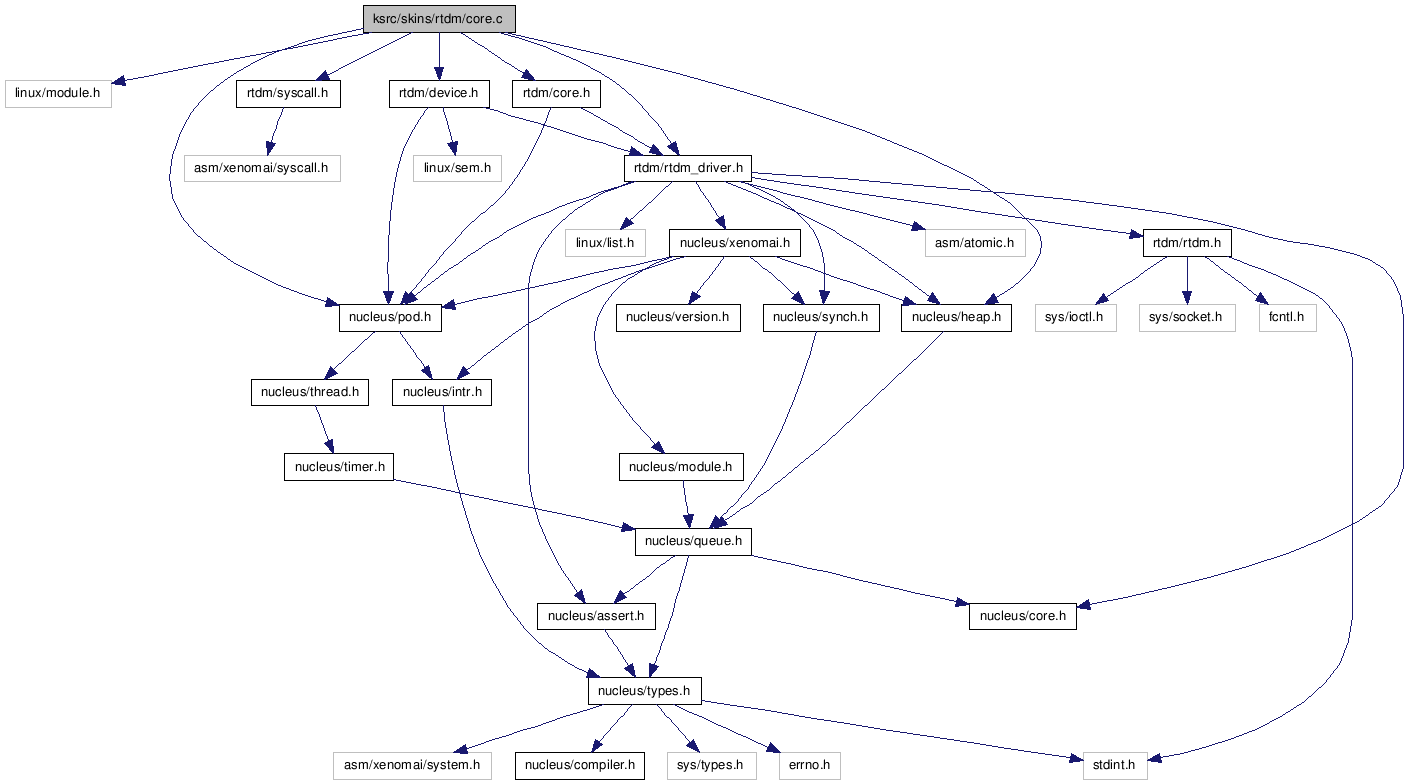 ksrc/skins/rtdm/core.c
linux/module.h
rtdm/syscall.h
rtdm/device.h
rtdm/core.h
asm/xenomai/syscall.h
linux/sem.h
rtdm/rtdm_driver.h
linux/list.h
nucleus/xenomai.h
asm/atomic.h
rtdm/rtdm.h
nucleus/pod.h
nucleus/version.h
nucleus/synch.h
nucleus/heap.h
sys/ioctl.h
sys/socket.h
fcntl.h
nucleus/thread.h
nucleus/intr.h
nucleus/timer.h
nucleus/module.h
nucleus/queue.h
nucleus/assert.h
nucleus/core.h
nucleus/types.h
asm/xenomai/system.h
nucleus/compiler.h
sys/types.h
errno.h
stdint.h